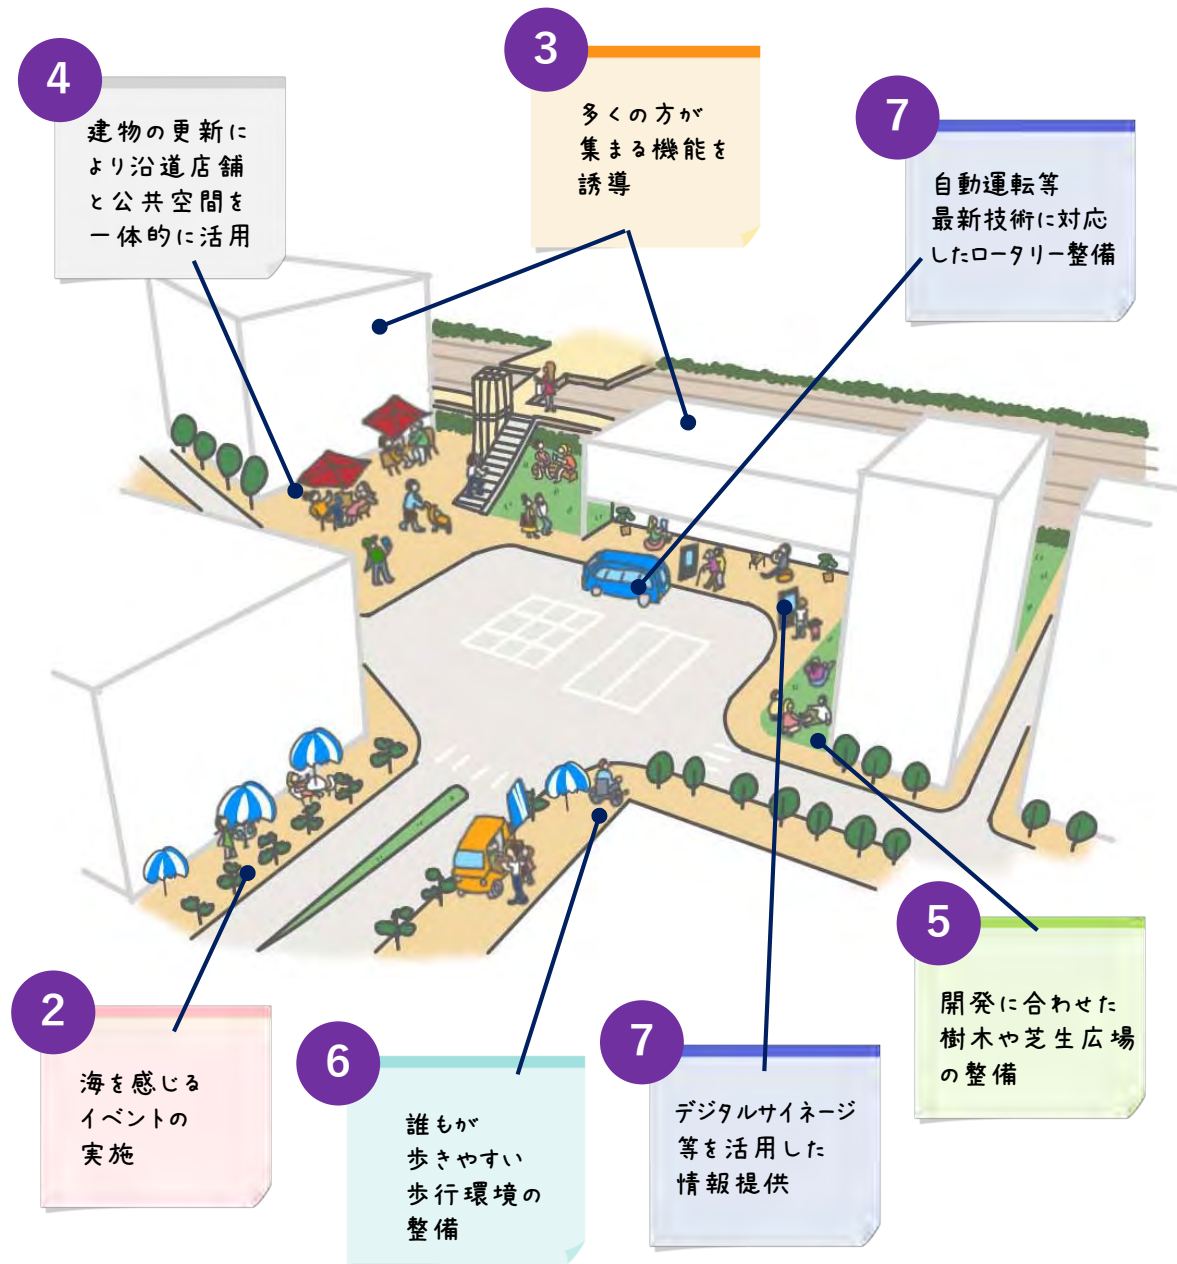 4
建物の更新に
より沿道店舗
と公共空間を
一体的に活用
3
多くの方が
集まる機能を
誘導
7
自動運転等
最新技術に対応
したロータリー整備
2
海を感じる
イベントの
実施
6
誰もが
歩きやすい
歩行環境の
整備
7
デジタルサイネージ
等を活用した
情報提供
5
開発に合わせた
樹木や芝生広場
の整備